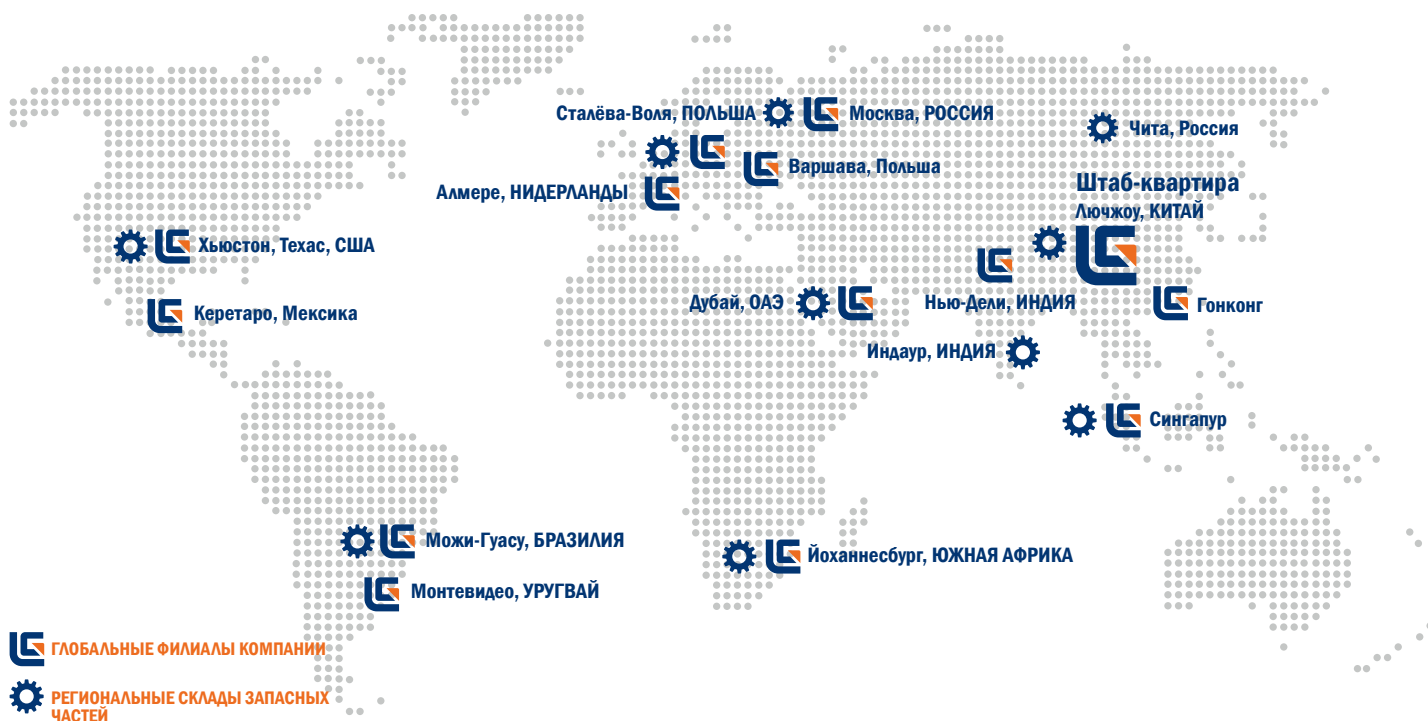 Сталёва-Воля, ПОЛЬША
Москва, РОССИЯ
Чита, Россия
Варшава, Польша
Алмере, НИДЕРЛАНДЫ
Штаб-квартира
Лючжоу, КИТАЙ
Хьюстон, Техас, США
Керетаро, Мексика
Дубай, ОАЭ
Нью-Дели, ИНДИЯ
Гонконг
Индаур, ИНДИЯ
Сингапур
Можи-Гуасу, БРАЗИЛИЯ
Йоханнесбург, ЮЖНАЯ АФРИКА
Монтевидео, УРУГВАЙ
ГЛОБАЛЬНЫЕ ФИЛИАЛЫ КОМПАНИИ
РЕГИОНАЛЬНЫЕ СКЛАДЫ ЗАПАСНЫХ
ЧАСТЕЙ